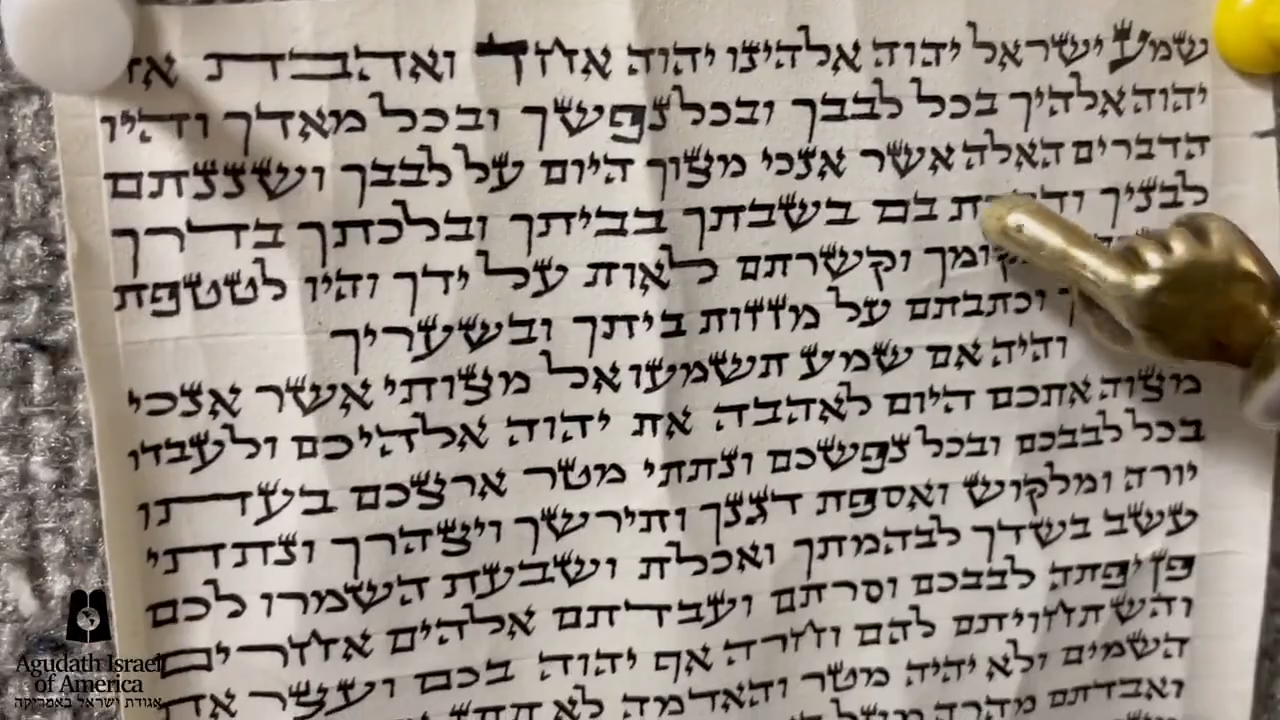 שמע ישראל יהוה אלהינו יהוה אחד ואהבת את
יהוה אלהיך בכל לבבך ובכל נפשך ובכל מאדך והיו
הדברים האלה אשר אנכי מצוך היום על לבבך ושננתם
לבניך בם בשבתך בביתך ובלכתך בדרך
וקשרתם לאות על ידך והיו לטטפת
וכתבתם על מזזות ביתך ובשעריך
והיה אם שמע תשמעו אל מצותי אשר אנכי
מצוה אתכם היום לאהבה את יהוה אלהיכם ולעבדו
בכל לבבכם ובכל נפשכם ונתתי מטר ארצכם בעתו
יורה ומלקוש ואספת דגנך ותירשך ויצהרך ונתתי
עשב בשדך לבהמתך ואכלת ושבעת השמרו לכם
פן יפתה לבבכם וסרתם ועבדתם אלהים אחרים
והשתחויתם להם וחרה אף יהוה בכם ועצר את
השמים ולא יהיה מטר והאדמה לא תתן
ואבדתם מהרה מעל
Agudath Israel
of America
אגודת ישראל באמריקה